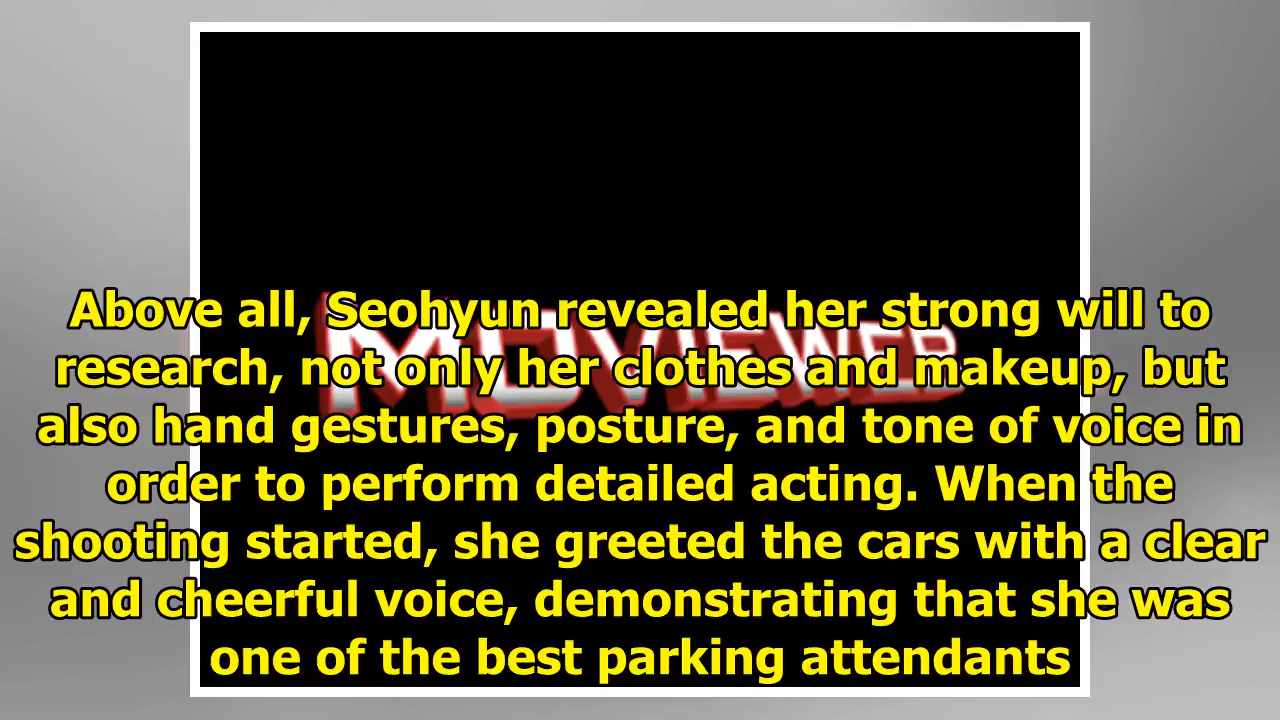 Above all, Seohyun revealed her strong will to
research, not only her clothes and makeup, but
also hand gestures, posture, and tone of voice in
order to perform detailed acting. When the
shooting started, she greeted the cars with a clear
and cheerful voice, demonstrating that she was
one of the best parking attendants
MOVIEWEB